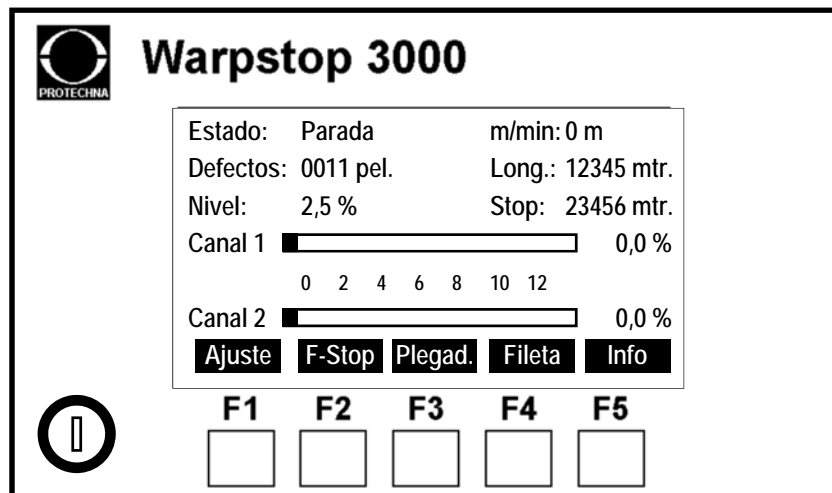 PROTECHNA
Warpstop 3000
Estado: Parada m/min: 0 m
Defectos: 0011 pel. Long.: 12345 mtr.
Nivel: 2,5 % Stop: 23456 mtr.
Canal 1 0,0 %
0 2 4 6 8 10 12
Canal 2 0,0 %
Ajuste F-Stop Plegad. Fileta Info
F1 F2 F3 F4 F5